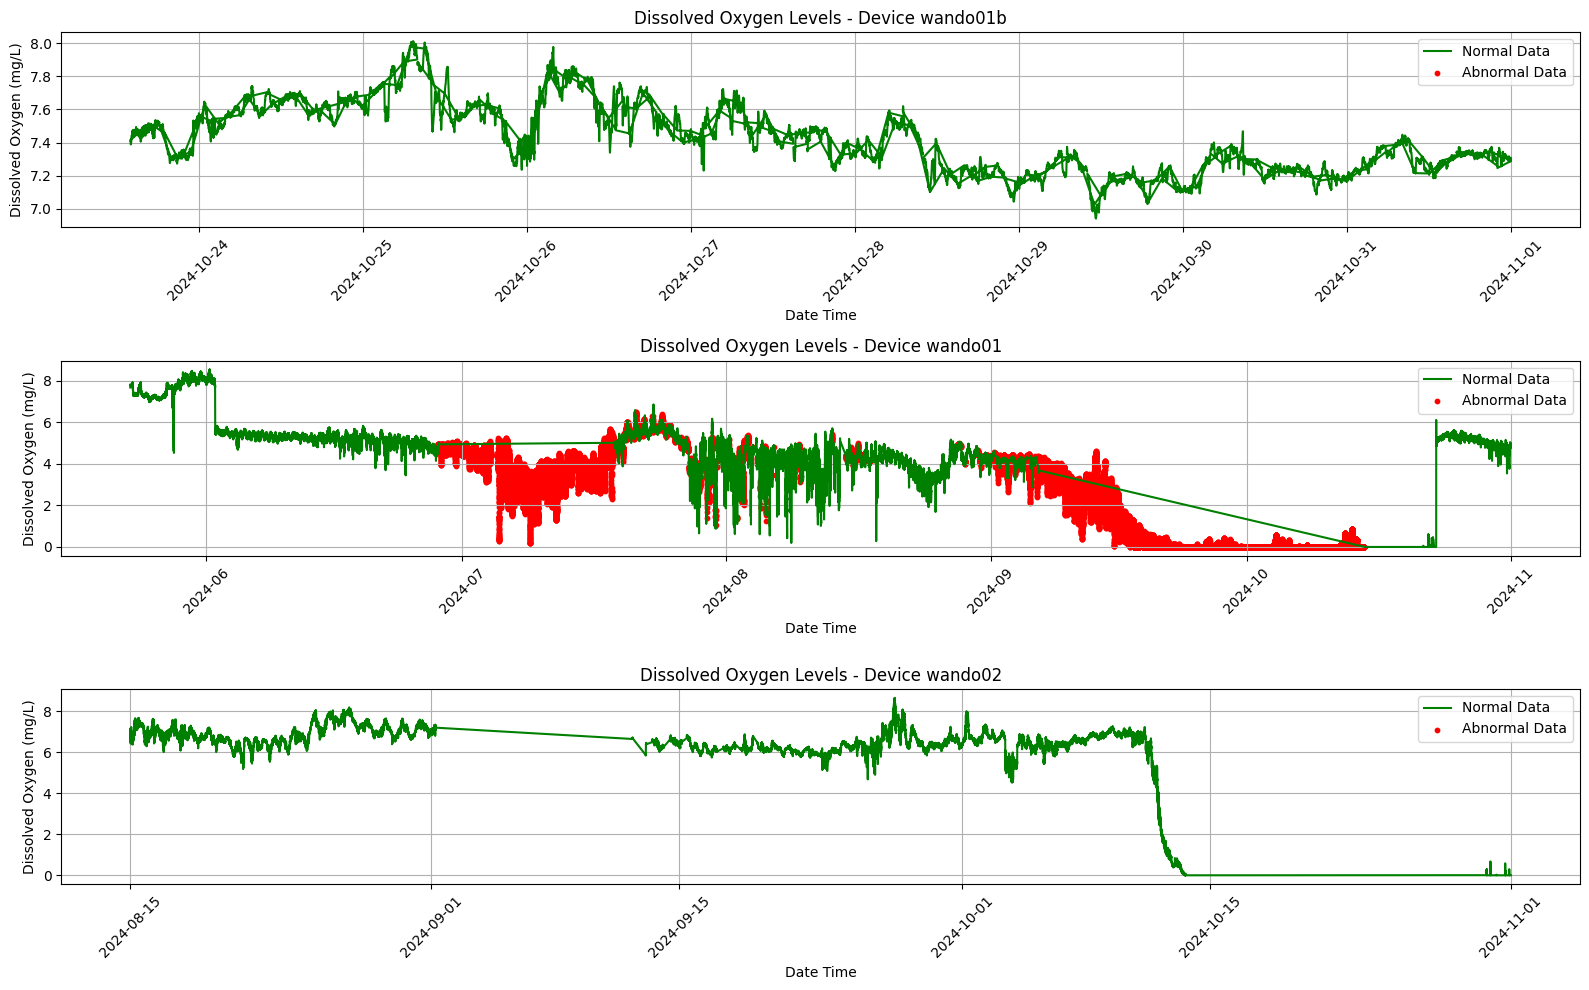 Dissolved Oxygen Levels - Device wando01b
Dissolved Oxygen (mg/L)
8.0
7.8
7.6
7.4
7.2
7.0
Normal Data
Abnormal Data
2024-10-24
2024-10-25
2024-10-26
2024-10-27
2024-10-28
2024-10-29
2024-10-30
2024-10-31
2024-11-01
Date Time
Dissolved Oxygen Levels - Device wando01
Dissolved Oxygen (mg/L)
8
6
4
2
0
Normal Data
Abnormal Data
2024-06
2024-07
2024-08
2024-09
2024-10
2024-11
Date Time
Dissolved Oxygen Levels - Device wando02
Dissolved Oxygen (mg/L)
8
6
4
2
0
Normal Data
Abnormal Data
2024-08-15
2024-09-01
2024-09-15
2024-10-01
2024-10-15
2024-11-01
Date Time